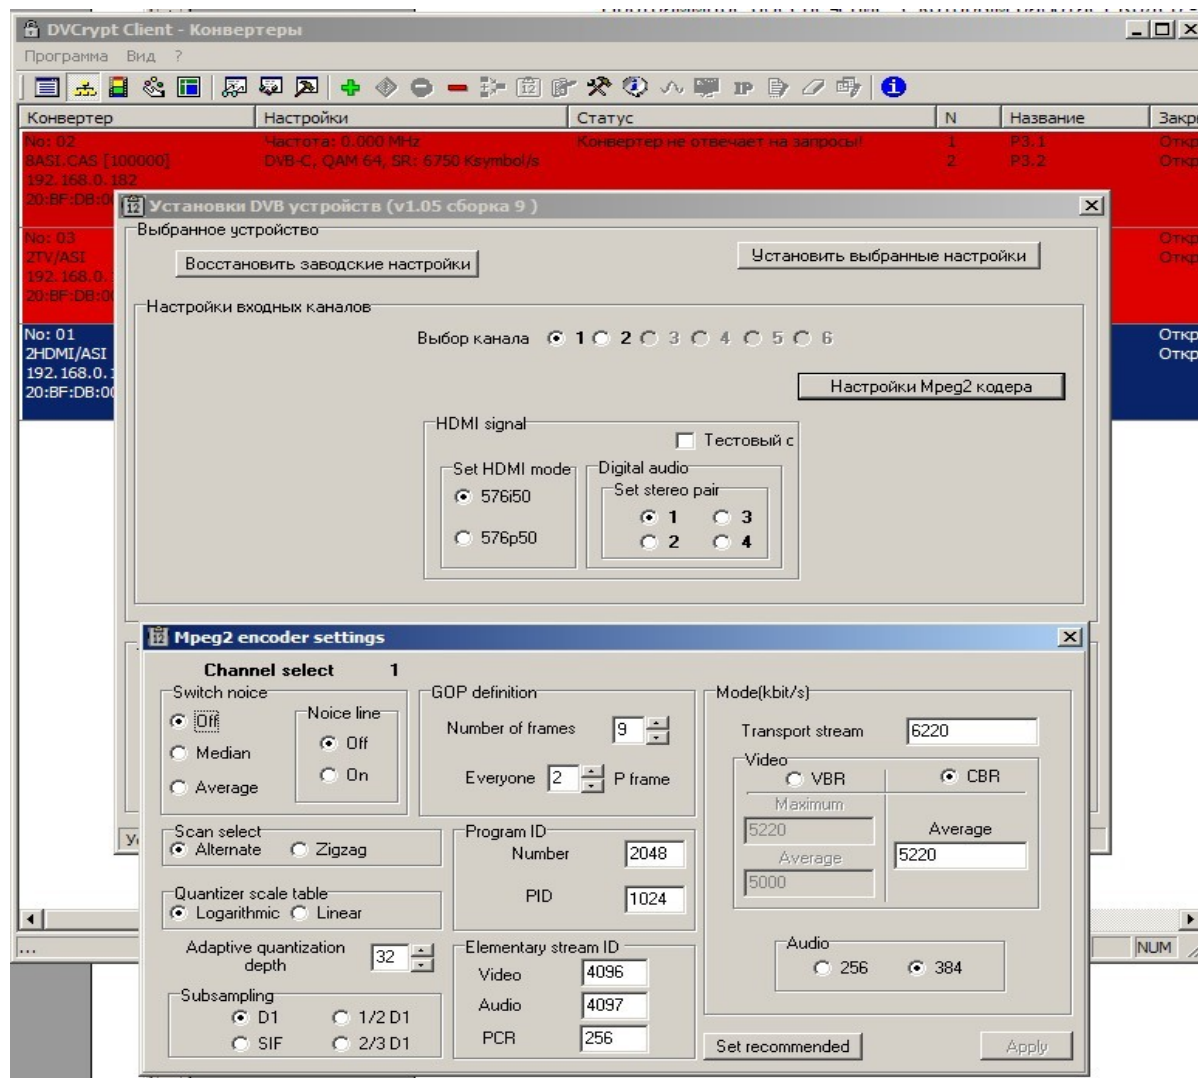 DVCrypt Client - Конвертеры
Программа Вид ?
IP
Конвертер Настройки Статус N Название
No: 02 Частота: 0.000 MHz Конвертер не отвечает на запросы! 1 P3.1
8ASI.CAS [100000] DVB-C, QAM 64, SR: 6750 Ksymbol/s 2 P3.2
192.168.0.182
20:BF:DB:0
Установки DVB устройств (v1.05 сборка 9 )
Выбранное устройство
Восстановить заводские настройки Установить выбранные настройки
No: 03
2TV/ASI
192.168.0.
20:BF:DB:0
Настройки входных каналов
Выбор канала 1 2 3 4 5 6
No: 01
2HDMI/ASI
192.168.0.1
20:BF:DB:00
Настройки Mpeg2 кодера
HDMI signal
Тестовый с
Set HDMI mode
576i50
576p50
Digital audio
Set stereo pair
1 3
2 4
Mpeg2 encoder settings
Channel select 1
Switch noice
Off
Median
Average
Noice line
Off
On
GOP definition
Number of frames 9
Everyone 2 P frame
Mode(kbit/s)
Transport stream 6220
Video
VBR CBR
Maximum
5220
Average
5000
Average
5220
Scan select
Alternate Zigzag
Program ID
Number 2048
PID 1024
Quantizer scale table
Logarithmic Linear
Adaptive quantization depth 32
Elementary stream ID
Video 4096
Audio 4097
PCR 256
Audio
256 384
Subsampling
D1 1/2 D1
SIF 2/3 D1
Set recommended Apply
... NUM